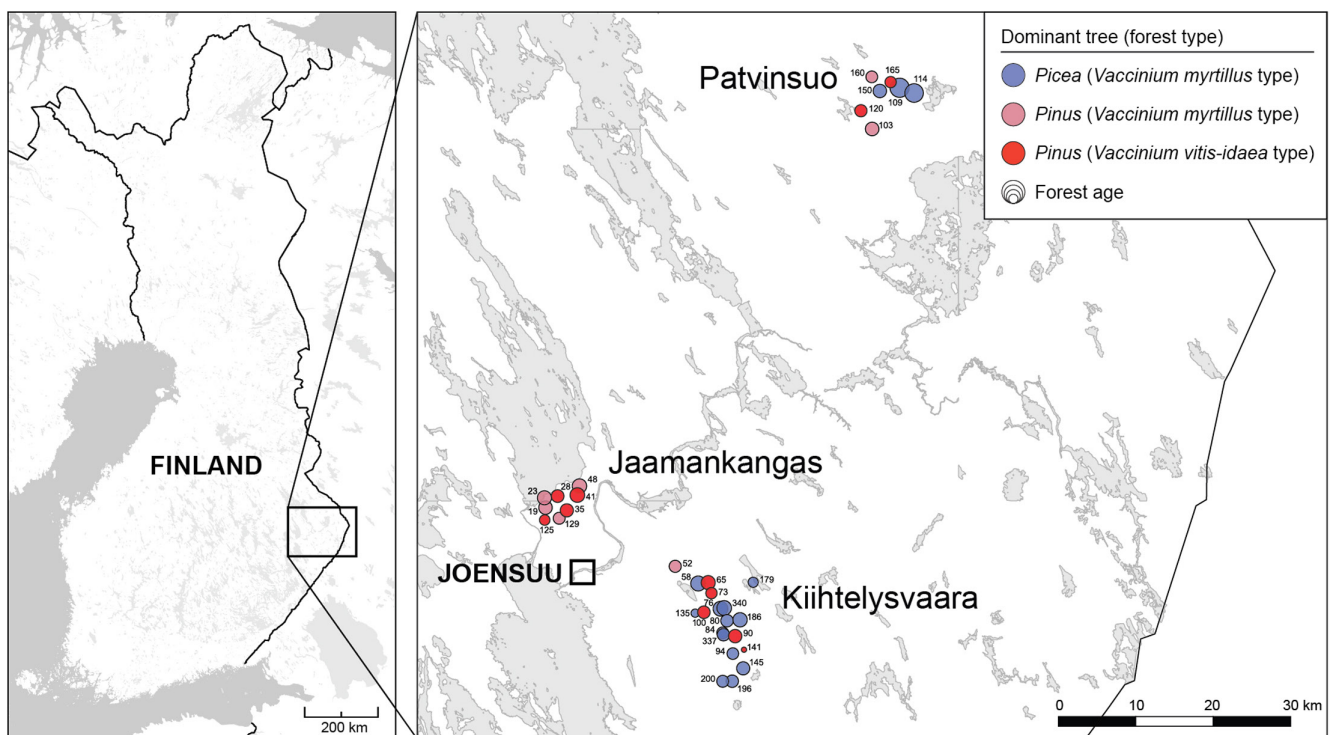 FINLAND
200 km
Dominant tree (forest type)
Picea (Vaccinium myrtillus type)
Pinus (Vaccinium myrtillus type)
Pinus (Vaccinium vitis-idaea type)
Forest age
Patvinsuo
160
165
114
150
109
120
103
Jaamankangas
48
28
23
41
19
35
125
129
JOENSUU
Kiihtelysvaara
52
58
65
179
73
76
340
135
100
80
186
84
337
90
94
141
145
200
196
0 10 20 30 km